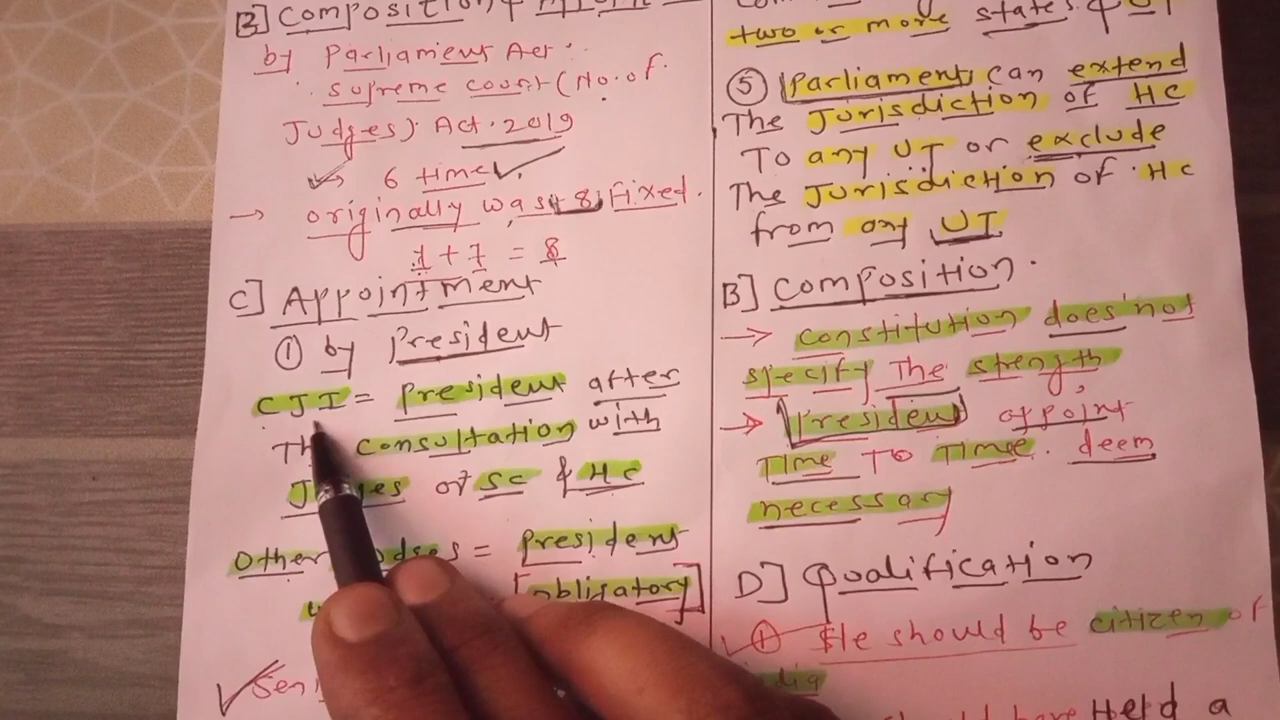 B] Composition &
by Parliament Act.
supreme court (No. of
Judges) Act. 2019
6 time
→ originally was 8 fixed.
1 + 7 = 8
C] Appointment
① by President
CJI = President after
The consultation with
Judges of SC & HC
Other Judges = President
[obligatory]
two or more states & UT
⑤ Parliament can extend
The Jurisdiction of HC
To any UT or exclude
The Jurisdiction of HC
from any UT
B] Composition.
→ Constitution does not
specify The strength
→ President appoint
Time To Time. deem
necessary
D] Qualification
① He should be citizen of
Held a